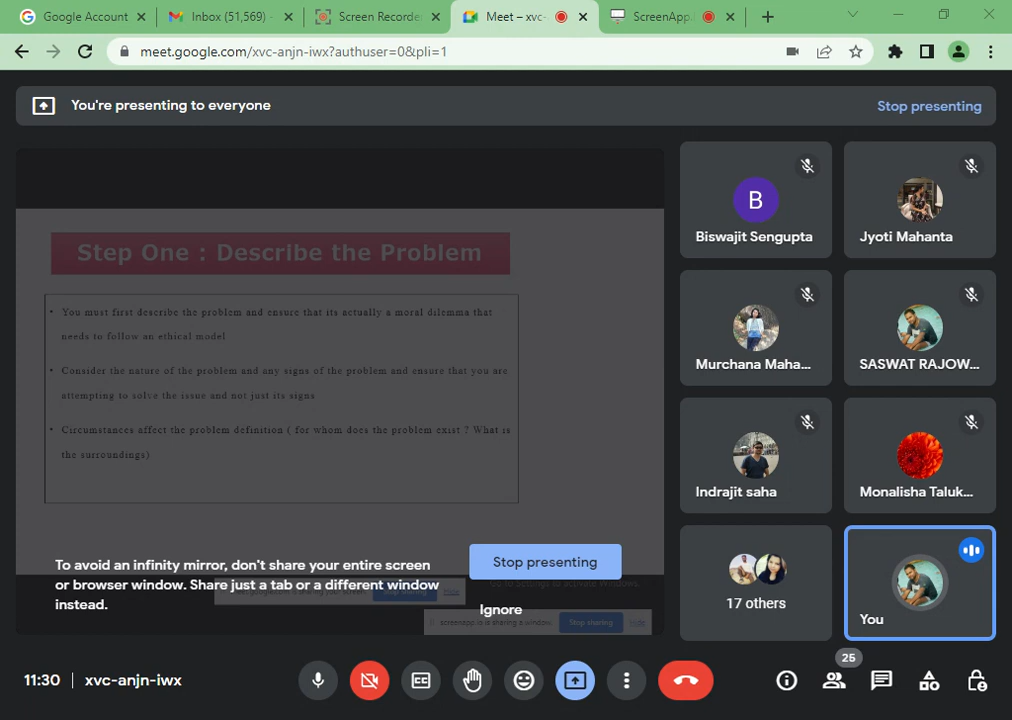 Google Account
Inbox (51,569)
Screen Recorde
Meet – xvc-
ScreenApp.
meet.google.com/xvc-anjn-iwx?authuser=0&pli=1
You're presenting to everyone
Stop presenting
Step One : Describe the Problem
• You must first describe the problem and ensure that its actually a moral dilemma that
needs to follow an ethical model
• Consider the nature of the problem and any signs of the problem and ensure that you are
attempting to solve the issue and not just its signs
• Circumstances affect the problem definition ( for whom does the problem exist ? What is
the surroundings)
To avoid an infinity mirror, don't share your entire screen
or browser window. Share just a tab or a different window
instead.
Stop presenting
Ignore
Stop sharing
Hide
screenapp.io is sharing a window.
Stop sharing
Hide
B
Biswajit Sengupta
Jyoti Mahanta
Murchana Maha...
SASWAT RAJOW...
Indrajit saha
Monalisha Taluk...
17 others
You
11:30 | xvc-anjn-iwx
25